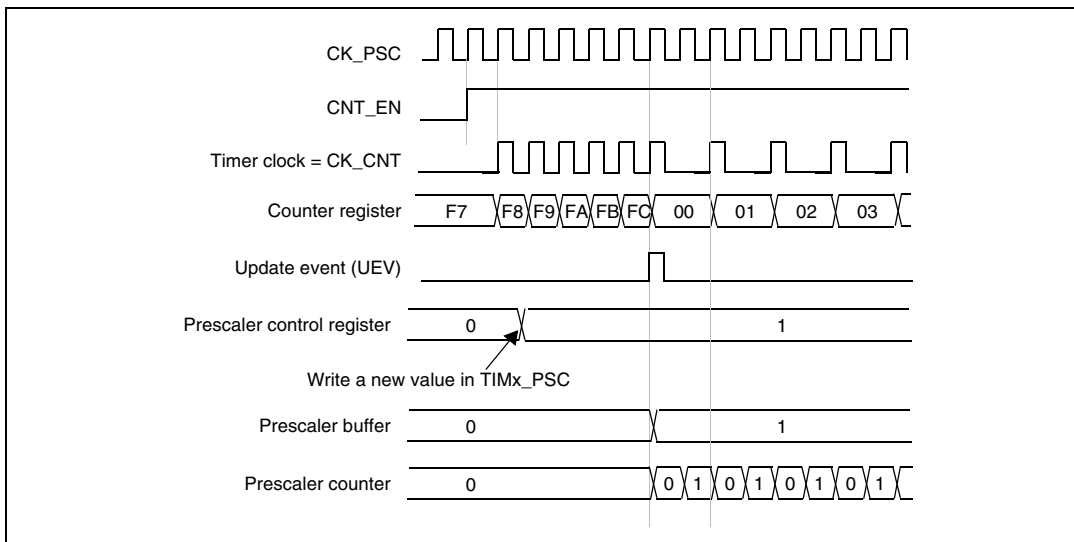 CK_PSC
CNT_EN
Timer clock = CK_CNT
Counter register F7 F8 F9 FA FB FC 00 01 02 03
Update event (UEV)
Prescaler control register 0 1
Write a new value in TIMx_PSC
Prescaler buffer 0 1
Prescaler counter 0 0 1 0 1 0 1 0 1